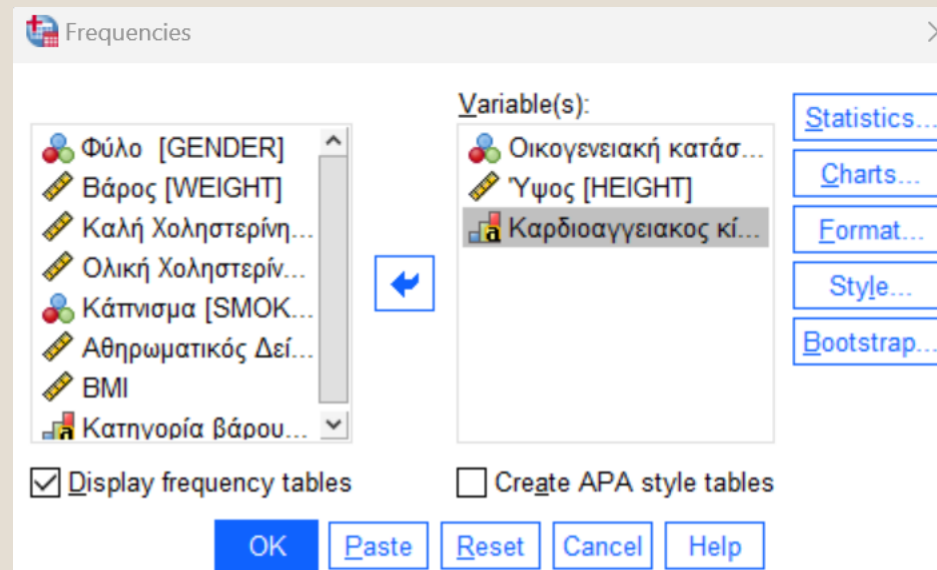 Frequencies
Variable(s):
Φύλο [GENDER]
Βάρος [WEIGHT]
Καλή Χοληστερίνη...
Ολική Χοληστερίν...
Κάπνισμα [SMOK...
Αθηρωματικός Δεί...
BMI
Κατηγορία βάρου...
Οικογενειακή κατάσ...
Ύψος [HEIGHT]
Καρδιοαγγειακος κί...
Statistics...
Charts...
Format...
Style...
Bootstrap...
Display frequency tables
Create APA style tables
OK Paste Reset Cancel Help